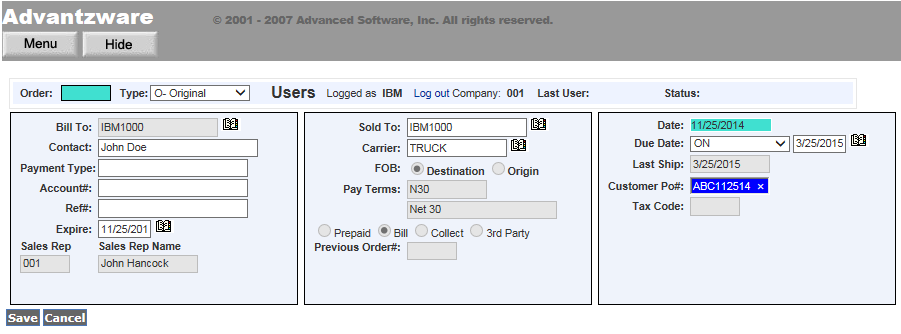 Advantzware © 2001 - 2007 Advanced Software, Inc. All rights reserved.
Menu Hide
Order: Type: O- Original Users Logged as IBM Log out Company: 001 Last User: Status:
Bill To: IBM1000
Contact: John Doe
Payment Type:
Account#:
Ref#:
Expire: 11/25/201
Sales Rep Sales Rep Name
001 John Hancock
Sold To: IBM1000
Carrier: TRUCK
FOB: Destination Origin
Pay Terms: N30
Net 30
Prepaid Bill Collect 3rd Party
Previous Order#:
Date: 11/25/2014
Due Date: ON 3/25/2015
Last Ship: 3/25/2015
Customer Po#: ABC112514 ×
Tax Code:
Save Cancel